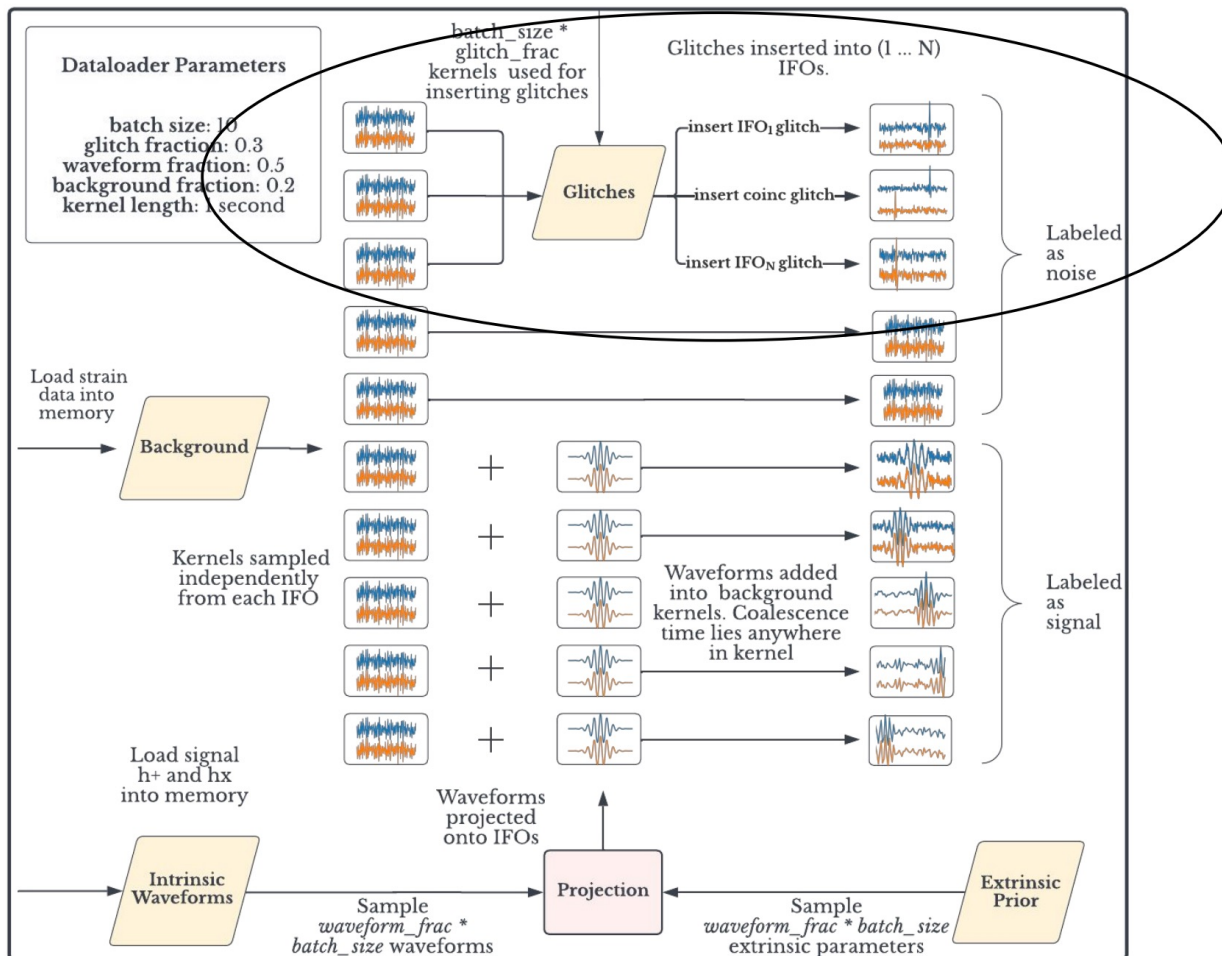 Dataloader Parameters
batch size: 10
glitch fraction: 0.3
waveform fraction: 0.5
background fraction: 0.2
kernel length: 1 second
batch_size *
glitch_frac
kernels used for
inserting glitches
Glitches inserted into (1 ... N)
IFOs.
Glitches
insert IFO₁ glitch
insert coinc glitch
insert IFO_N glitch
Labeled
as
noise
Load strain
data into
memory
Background
Kernels sampled
independently
from each IFO
Waveforms added
into background
kernels. Coalescence
time lies anywhere
in kernel
Labeled
as
signal
Load signal
h+ and hx
into memory
Waveforms
projected
onto IFOs
Intrinsic
Waveforms
Sample
waveform_frac *
batch_size waveforms
Projection
Sample
waveform_frac * batch_size
extrinsic parameters
Extrinsic
Prior